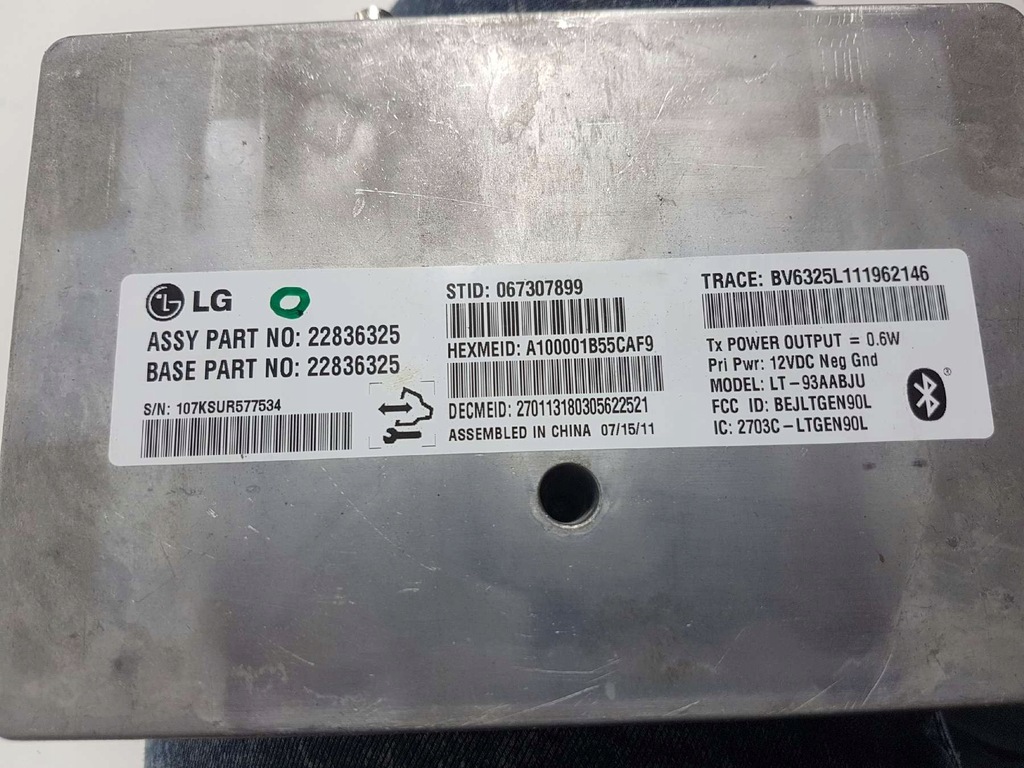 LG
ASSY PART NO: 22836325
BASE PART NO: 22836325
S/N: 107KSUR577534
STID: 067307899
HEXMEID: A100001B55CAF9
DECMEID: 270113180305622521
ASSEMBLED IN CHINA 07/15/11
TRACE: BV6325L111962146
Tx POWER OUTPUT = 0.6W
Pri Pwr: 12VDC Neg Gnd
MODEL: LT-93AABJU
FCC ID: BEJLTGEN90L
IC: 2703C-LTGEN90L
®